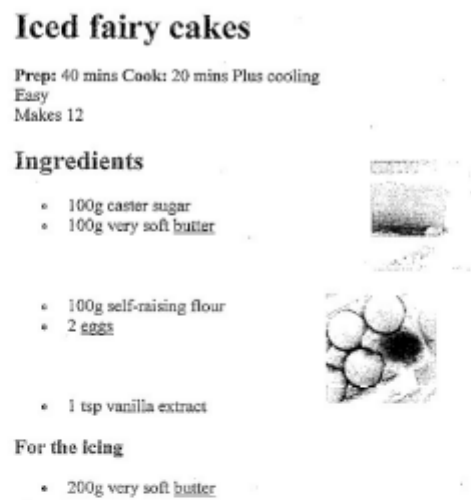 Iced fairy cakes
Prep: 40 mins Cook: 20 mins Plus cooling
Easy
Makes 12
Ingredients
100g caster sugar
100g very soft butter
100g self-raising flour
2 eggs
1 tsp vanilla extract
For the icing
200g very soft butter